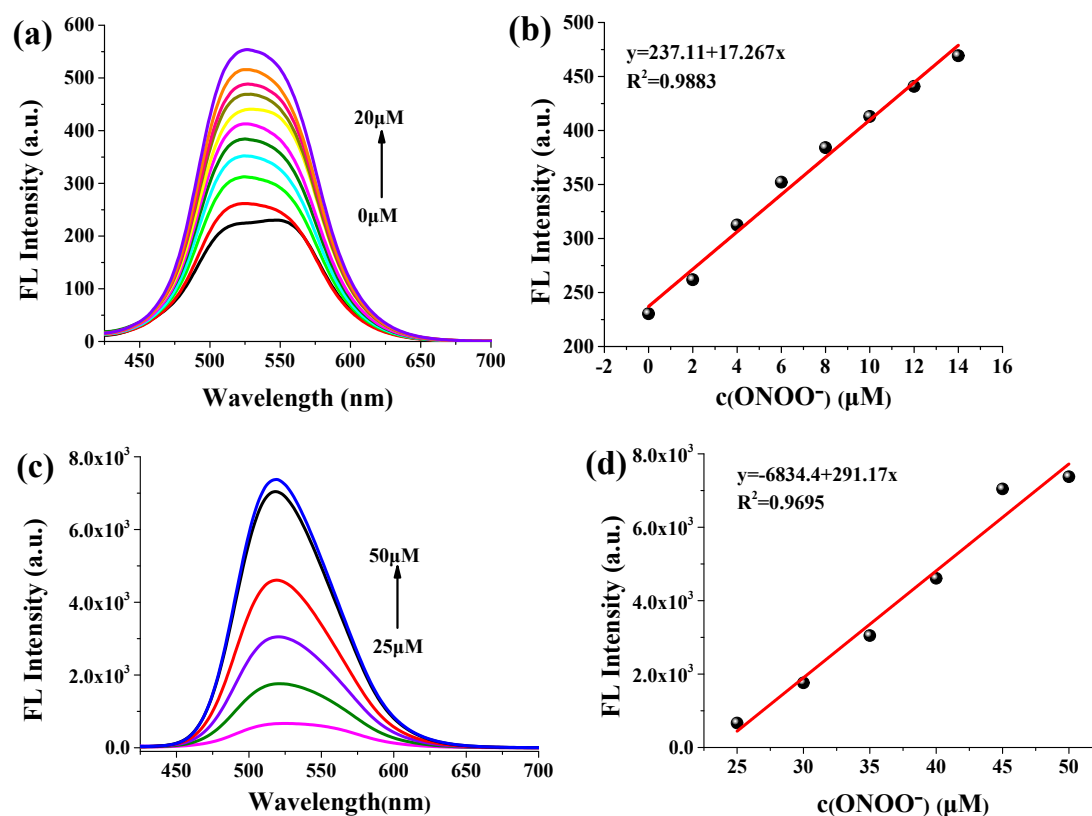 (a)
600
500
400
300
200
100
0
FL Intensity (a.u.)
20μM
0μM
450 500 550 600 650 700
Wavelength (nm)
(b)
500
450
400
350
300
250
200
FL Intensity (a.u.)
y=237.11+17.267x
R²=0.9883
-2 0 2 4 6 8 10 12 14 16
c(ONOO⁻) (μM)
(c)
8.0x10³
6.0x10³
4.0x10³
2.0x10³
0.0
FL Intensity (a.u.)
50μM
25μM
450 500 550 600 650 700
Wavelength(nm)
(d)
8.0x10³
6.0x10³
4.0x10³
2.0x10³
0.0
FL Intensity (a.u.)
y=-6834.4+291.17x
R²=0.9695
25 30 35 40 45 50
c(ONOO⁻) (μM)